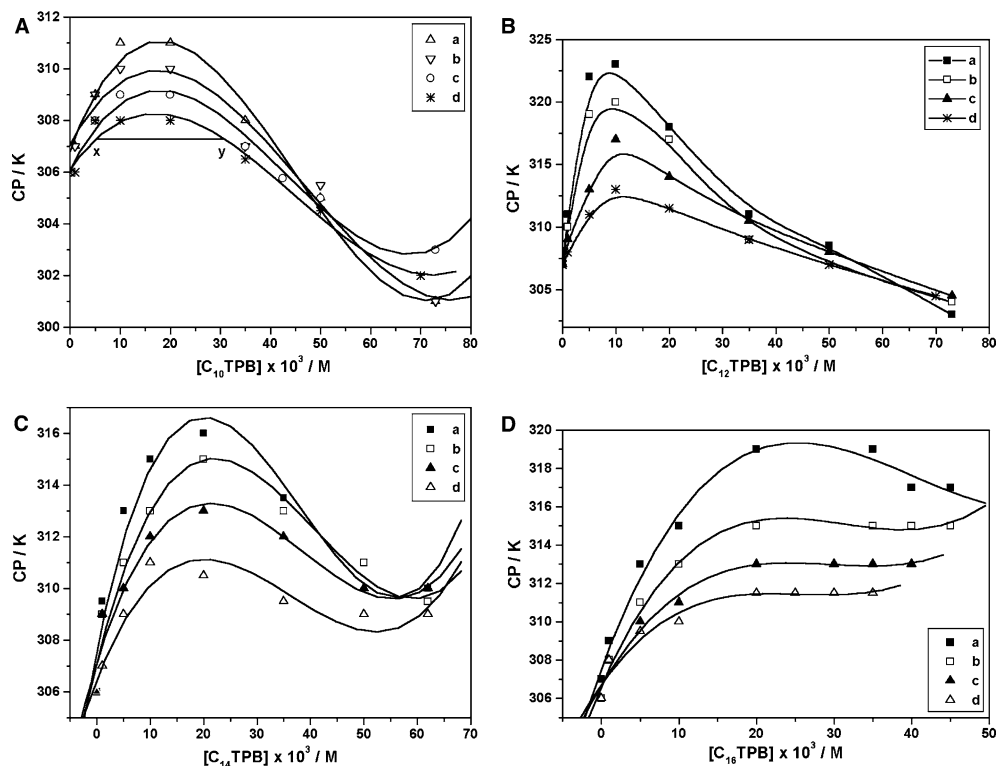 A
312
310
308
306
304
302
300
CP / K
a
b
c
d
x
y
0 10 20 30 40 50 60 70 80
[C10TPB] x 10³ / M
B
325
320
315
310
305
300
CP / K
a
b
c
d
0 10 20 30 40 50 60 70 80
[C12TPB] x 10³ / M
C
316
314
312
310
308
306
CP / K
a
b
c
d
0 10 20 30 40 50 60 70
[C14TPB] x 10³ / M
D
320
318
316
314
312
310
308
306
CP / K
a
b
c
d
0 10 20 30 40 50
[C16TPB] x 10³ / M